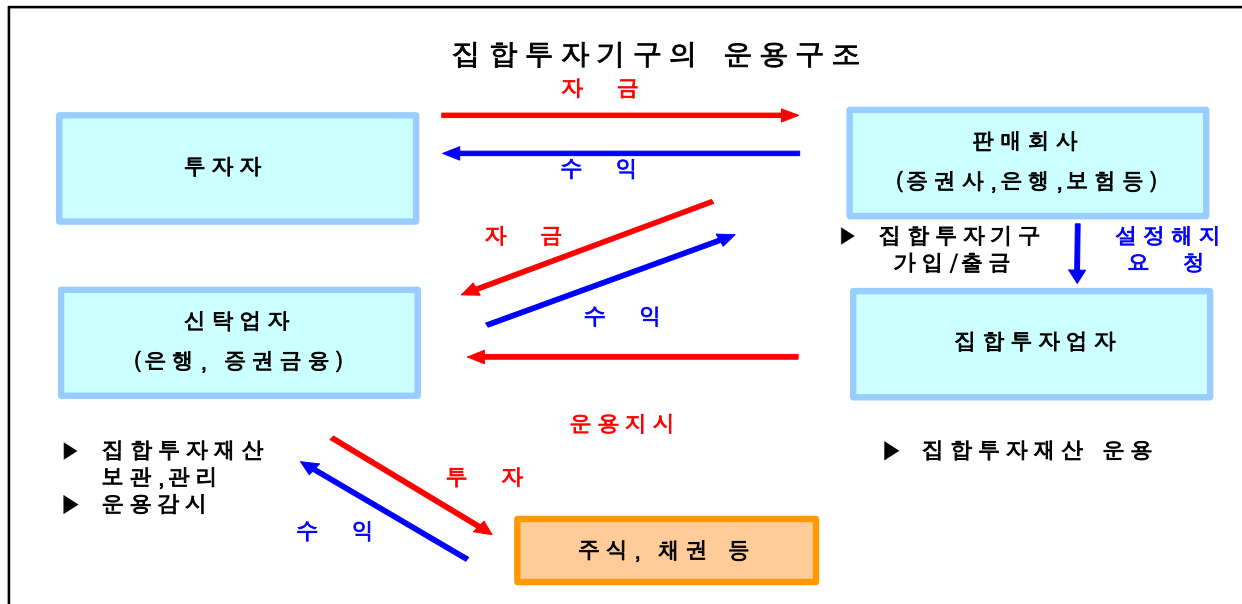 집합투자기구의 운용구조
자 금
투자자
수 익
판매회사
(증권사,은행,보험등)
자 금
▶ 집합투자기구
가입/출금
설정해지
요 청
신탁업자
(은행, 증권금융)
수 익
집합투자업자
운용지시
▶ 집합투자재산
보관,관리
▶ 운용감시
▶ 집합투자재산 운용
투 자
수 익
주식, 채권 등